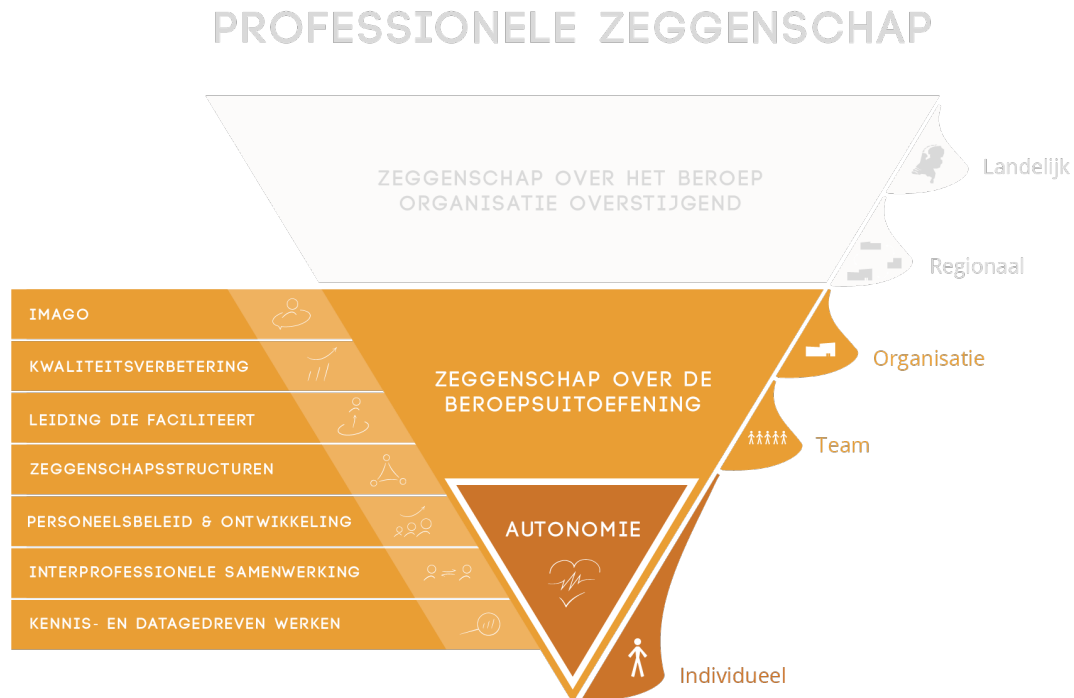 PROFESSIONELE ZEGGENSCHAP
ZEGGENSCHAP OVER HET BEROEP
ORGANISATIE OVERSTIJGEND
Landelijk
Regionaal
IMAGO
KWALITEITSVERBETERING
LEIDING DIE FACILITEERT
ZEGGENSCHAPSSTRUCTUREN
PERSONEELSBELEID & ONTWIKKELING
INTERPROFESSIONELE SAMENWERKING
KENNIS- EN DATAGEDREVEN WERKEN
ZEGGENSCHAP OVER DE
BEROEPSUITOEFENING
Organisatie
Team
AUTONOMIE
Individueel